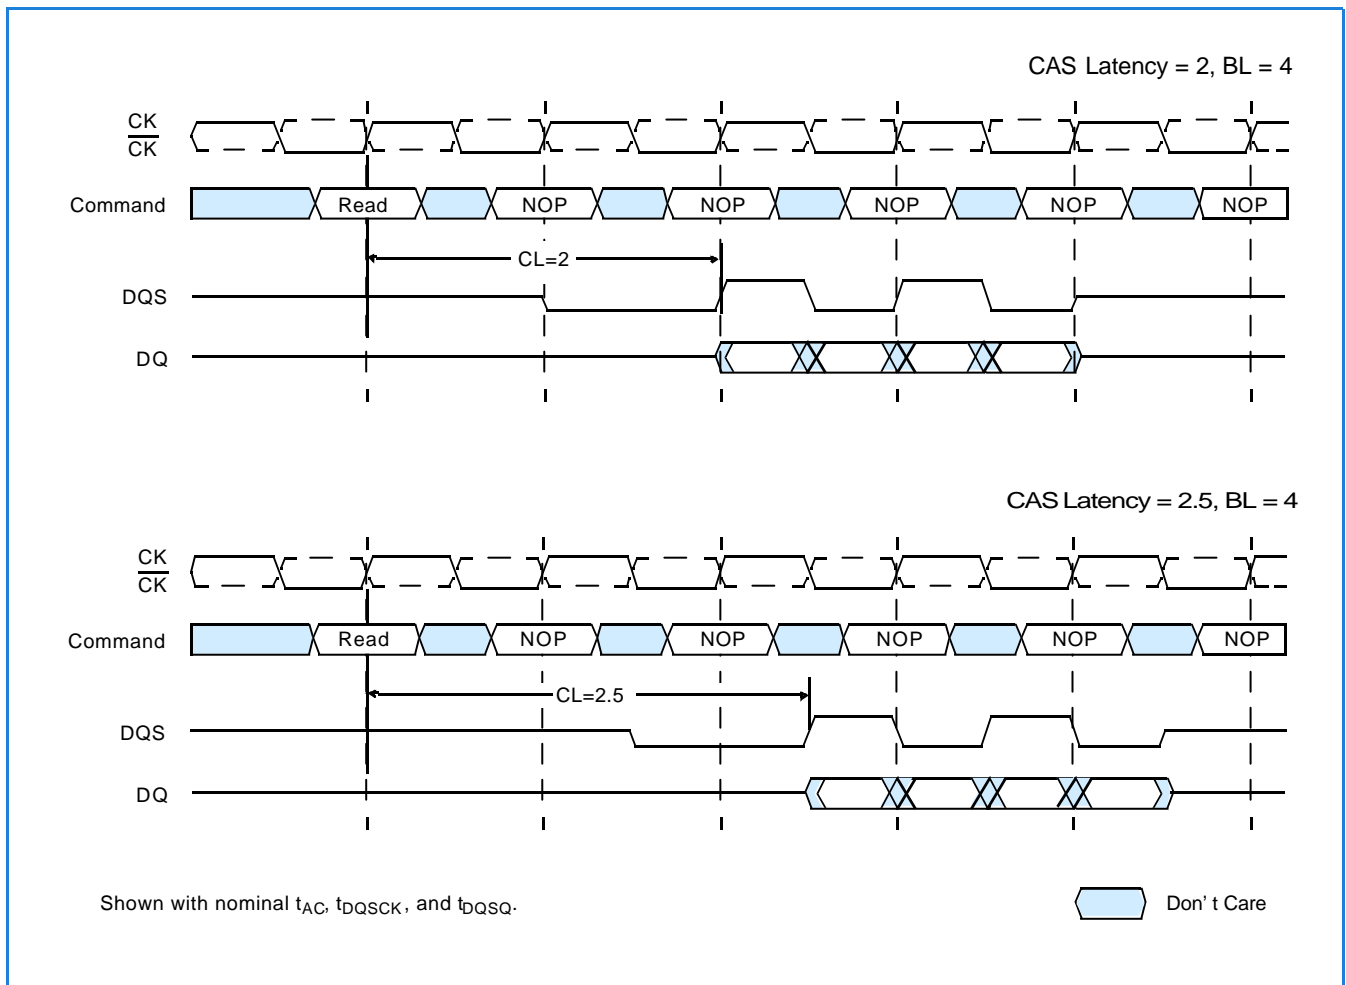 CAS Latency = 2, BL = 4
CK
CK
Command
Read
NOP
NOP
NOP
NOP
NOP
CL=2
DQS
DQ
CAS Latency = 2.5, BL = 4
CK
CK
Command
Read
NOP
NOP
NOP
NOP
NOP
CL=2.5
DQS
DQ
Shown with nominal tAC, tDQSCK, and tDQSQ.
Don' t Care